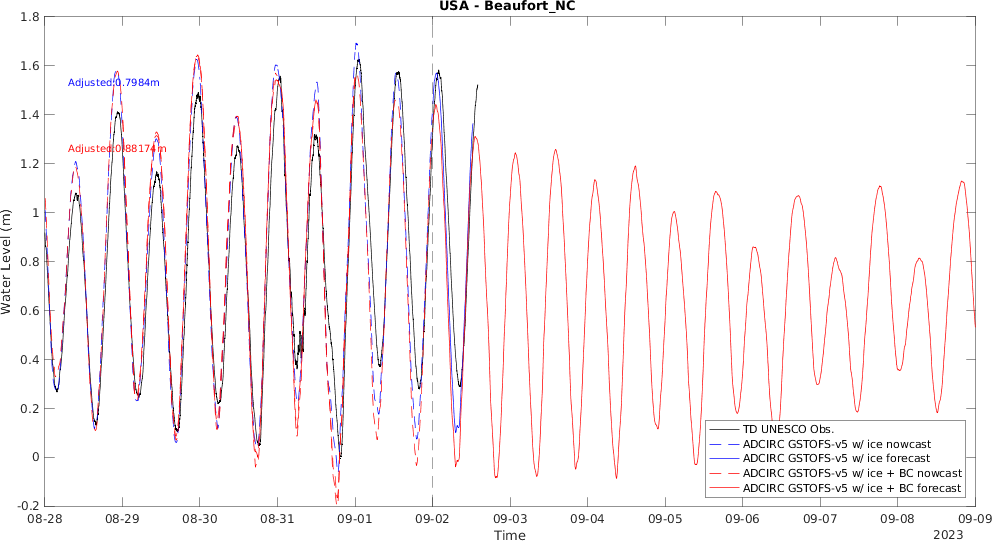 USA - Beaufort_NC
1.8
1.6
1.4
1.2
1
0.8
0.6
0.4
0.2
0
-0.2
Water Level (m)
Adjusted:0.7984m
Adjusted:0.88174m
TD UNESCO Obs.
ADCIRC GSTOFS-v5 w/ ice nowcast
ADCIRC GSTOFS-v5 w/ ice forecast
ADCIRC GSTOFS-v5 w/ ice + BC nowcast
ADCIRC GSTOFS-v5 w/ ice + BC forecast
08-28 08-29 08-30 08-31 09-01 09-02 09-03 09-04 09-05 09-06 09-07 09-08 09-09
Time
2023